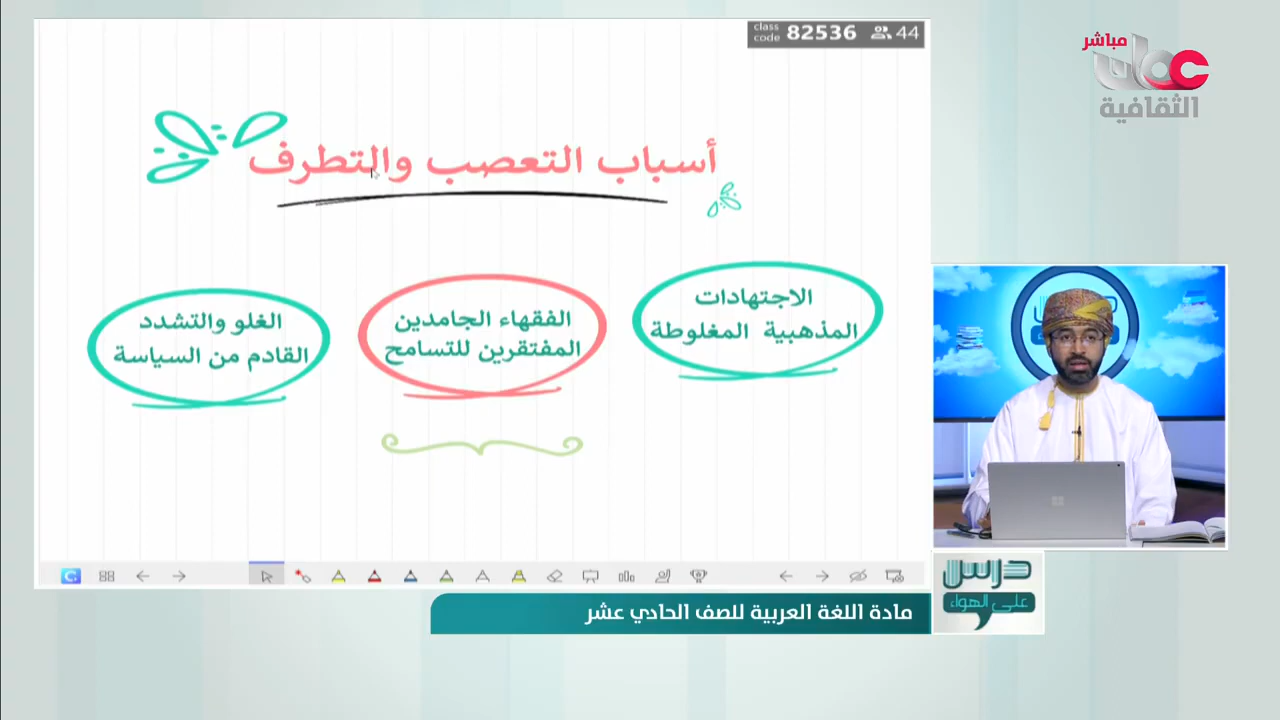 class code 82536 44
مباشر
عمان
الثقافية
أسباب التعصب والتطرف
الاجتهادات
المذهبية المغلوطة
الفقهاء الجامدين
المفتقرين للتسامح
الغلو والتشدد
القادم من السياسة
درس
على الهواء
مادة اللغة العربية للصف الحادي عشر